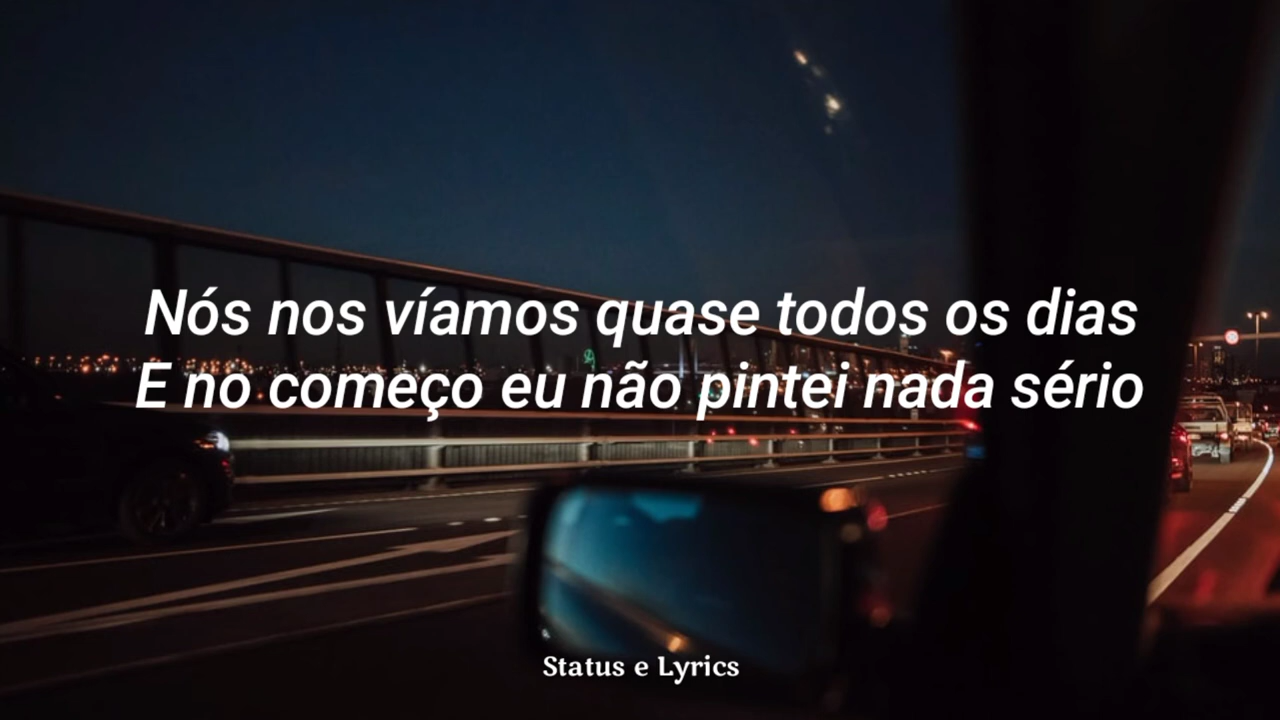 Nós nos víamos quase todos os dias
E no começo eu não pintei nada sério
Status e Lyrics